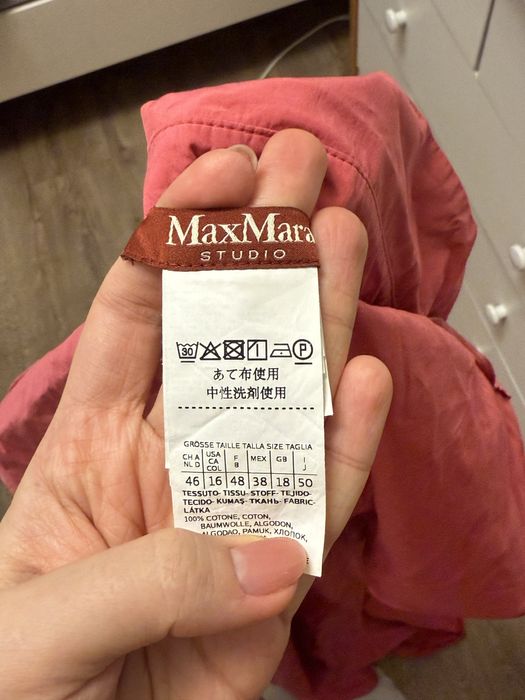 MaxMara
STUDIO
30 P
あて布使用
中性洗剤使用
GRÖSSE TAILLE TALLA SIZE TAGLIA
CH A NL D USA CA COL F B MEX GB I J
46 16 48 38 18 50
TESSUTO- TISSU- STOFF- TEJIDO-
TECIDO- KUMAŞ- ТКАНЬ- FABRIC-
LÁTKA
100% COTONE, COTON,
BAUMWOLLE, ALGODON,
ALGODAO, PAMUK, ХЛОПОК,